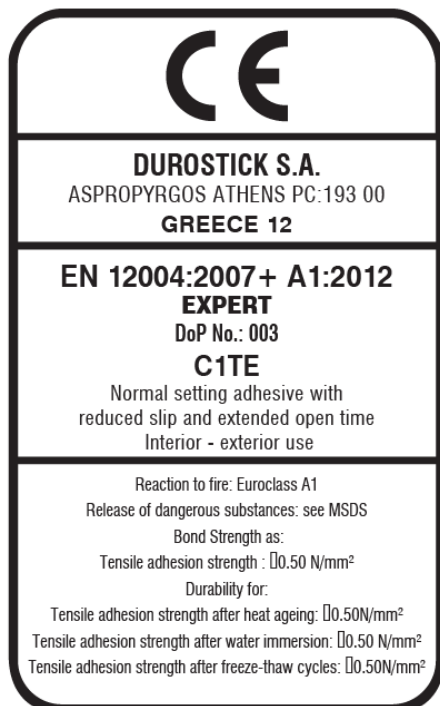 CE
DUROSTICK S.A.
ASPROPYRGOS ATHENS PC:193 00
GREECE 12
EN 12004:2007+ A1:2012
EXPERT
DoP No.: 003
C1TE
Normal setting adhesive with
reduced slip and extended open time
Interior - exterior use
Reaction to fire: Euroclass A1
Release of dangerous substances: see MSDS
Bond Strength as:
Tensile adhesion strength : ▯0.50 N/mm²
Durability for:
Tensile adhesion strength after heat ageing: ▯0.50N/mm²
Tensile adhesion strength after water immersion: ▯0.50 N/mm²
Tensile adhesion strength after freeze-thaw cycles: ▯0.50N/mm²